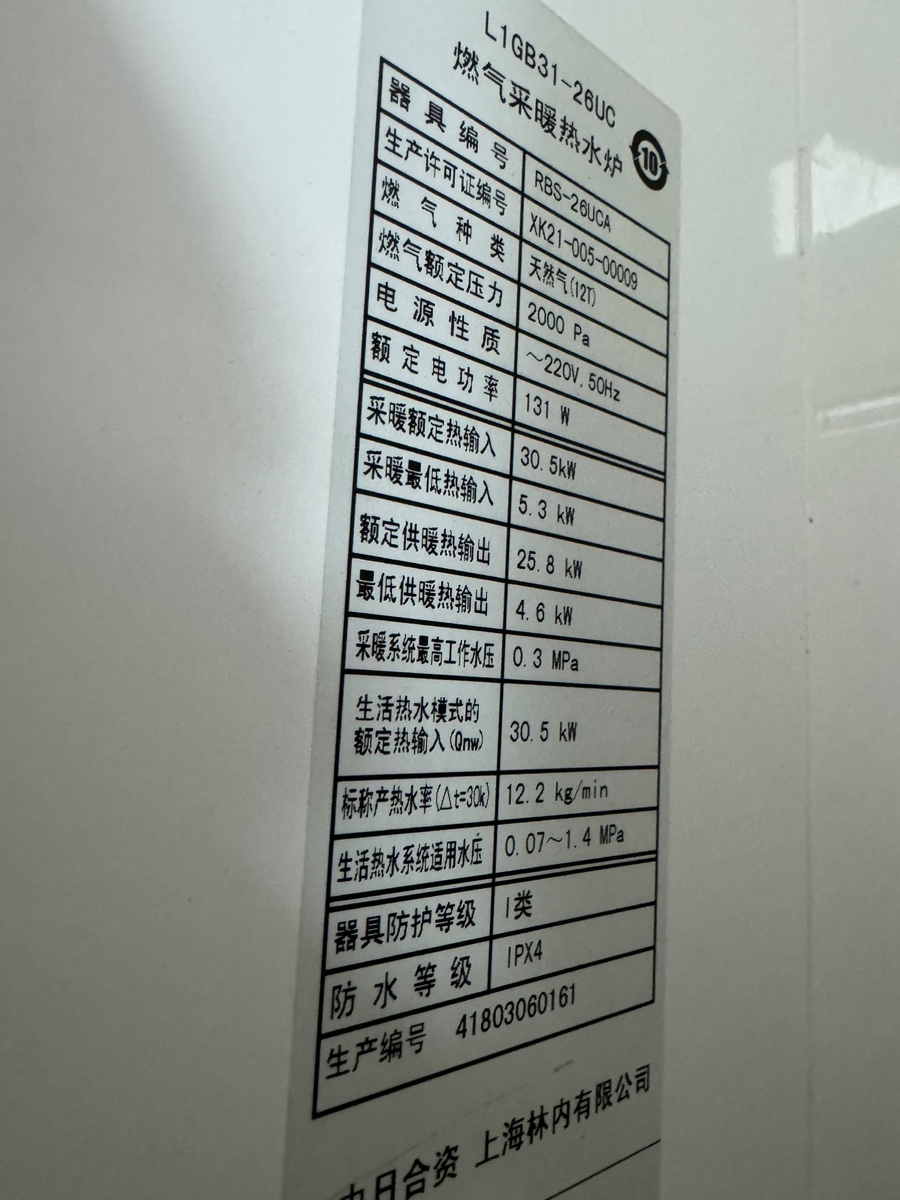 L1GB31-26UC
燃气采暖热水炉 10
器具编号 RBS-26UCA
生产许可证编号 XK21-005-00009
燃气种类 天然气(12T)
燃气额定压力 2000 Pa
电源性质 ～220V.50Hz
额定电功率 131 W
采暖额定热输入 30.5kW
采暖最低热输入 5.3 kW
额定供暖热输出 25.8 kW
最低供暖热输出 4.6 kW
采暖系统最高工作水压 0.3 MPa
生活热水模式的
额定热输入(Qnw) 30.5 kW
标称产热水率(△t=30k) 12.2 kg/min
生活热水系统适用水压 0.07～1.4 MPa
器具防护等级 I类
防水等级 IPX4
生产编号 41803060161
中日合资 上海林内有限公司